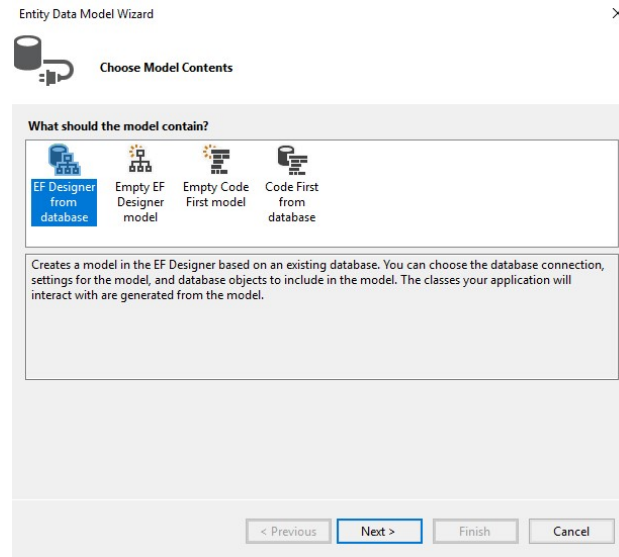 Entity Data Model Wizard
Choose Model Contents
What should the model contain?
EF Designer
from
database
Empty EF
Designer
model
Empty Code
First model
Code First
from
database
Creates a model in the EF Designer based on an existing database. You can choose the database connection,
settings for the model, and database objects to include in the model. The classes your application will
interact with are generated from the model.
< Previous
Next >
Finish
Cancel